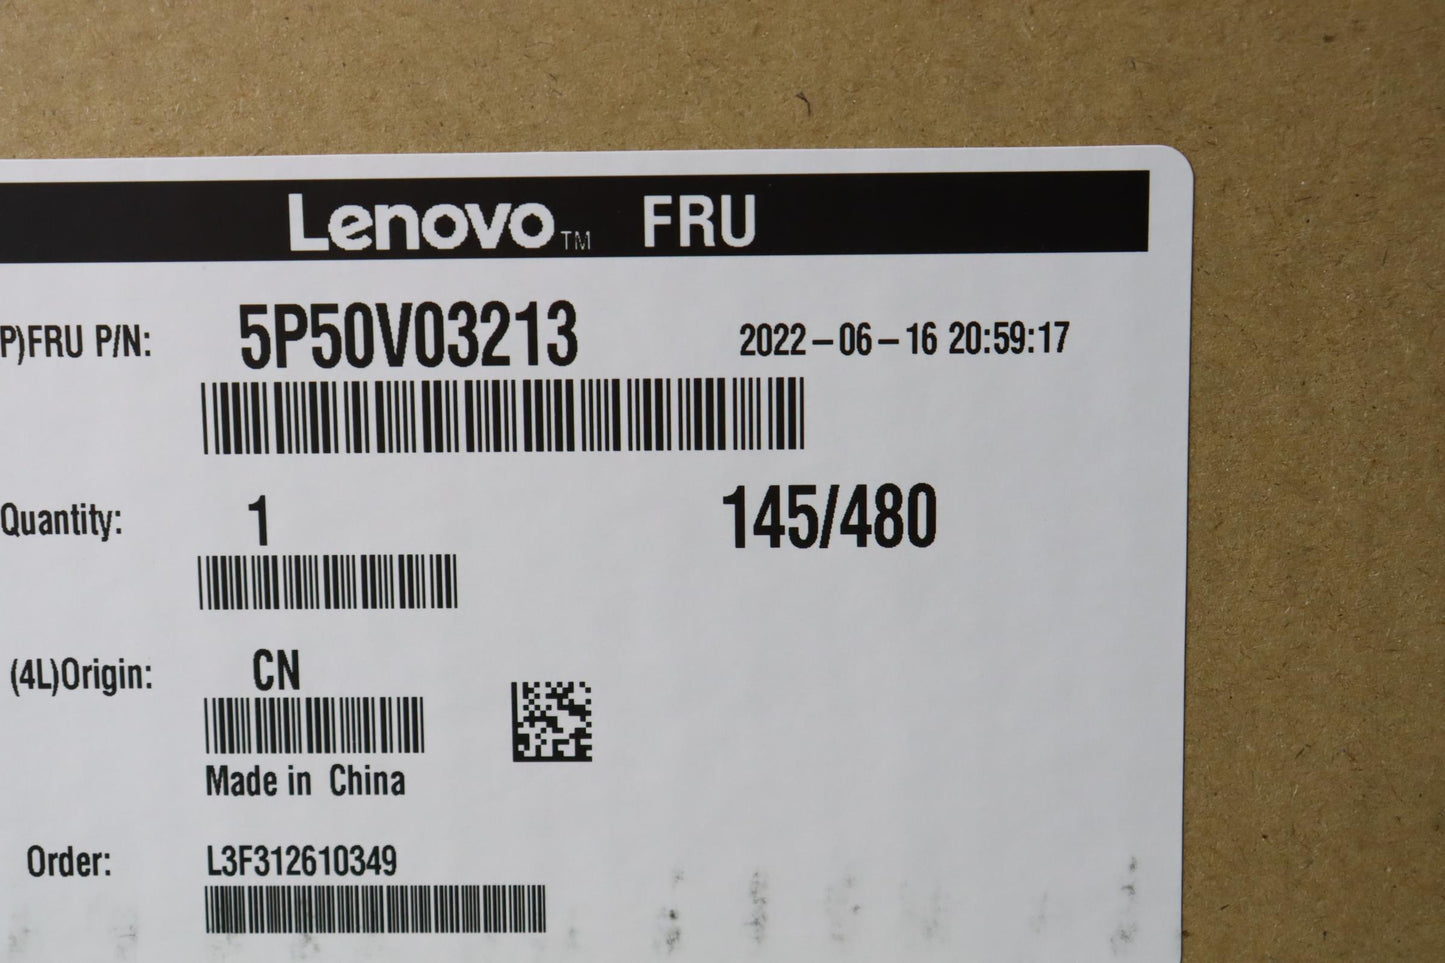 Lenovo™ FRU
P)FRU P/N: 5P50V03213 2022-06-16 20:59:17
Quantity: 1 145/480
(4L)Origin: CN
Made in China
Order: L3F312610349